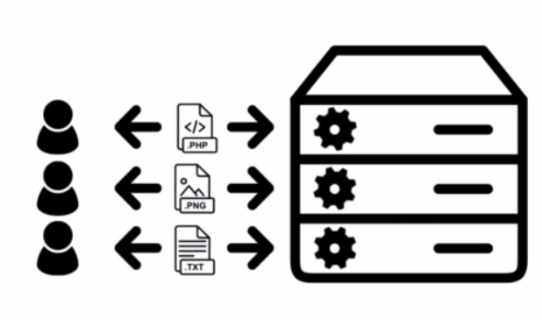 </>
.PHP
.PNG
.TXT